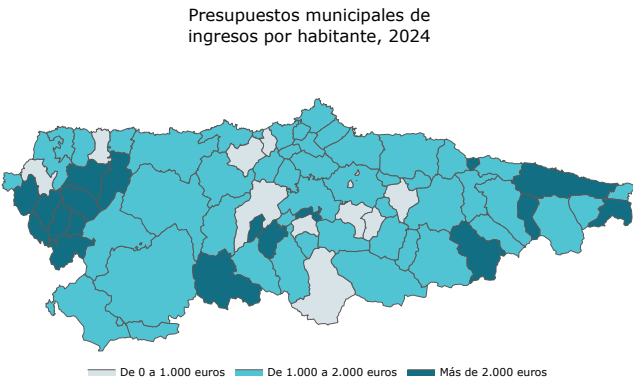 Presupuestos municipales de
ingresos por habitante, 2024
De 0 a 1.000 euros De 1.000 a 2.000 euros Más de 2.000 euros